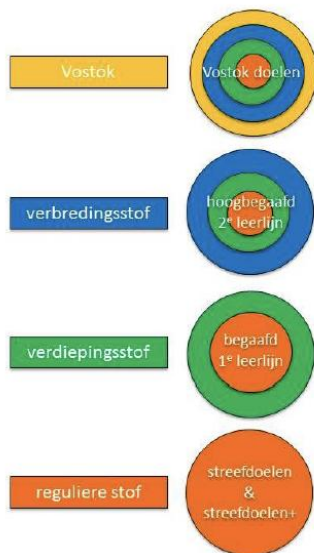 Vostok
Vostok doelen
verbredingsstof
hoogbegaafd
2e leerlijn
verdiepingsstof
begaafd
1e leerlijn
reguliere stof
streefdoelen
&
streefdoelen+